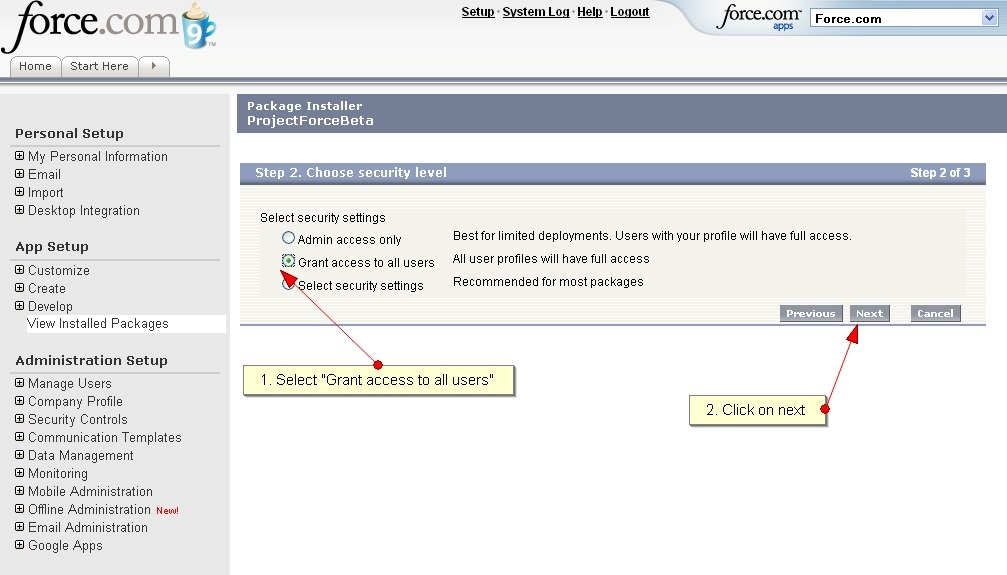 force.com 9 ™
Setup · System Log · Help · Logout
force.com apps
Force.com
Home
Start Here
Package Installer
ProjectForceBeta
Personal Setup
My Personal Information
Email
Import
Desktop Integration
App Setup
Customize
Create
Develop
View Installed Packages
Administration Setup
Manage Users
Company Profile
Security Controls
Communication Templates
Data Management
Monitoring
Mobile Administration
Offline Administration New!
Email Administration
Google Apps
Step 2. Choose security level Step 2 of 3
Select security settings
Admin access only Best for limited deployments. Users with your profile will have full access.
Grant access to all users All user profiles will have full access
Select security settings Recommended for most packages
Previous Next Cancel
1. Select "Grant access to all users"
2. Click on next